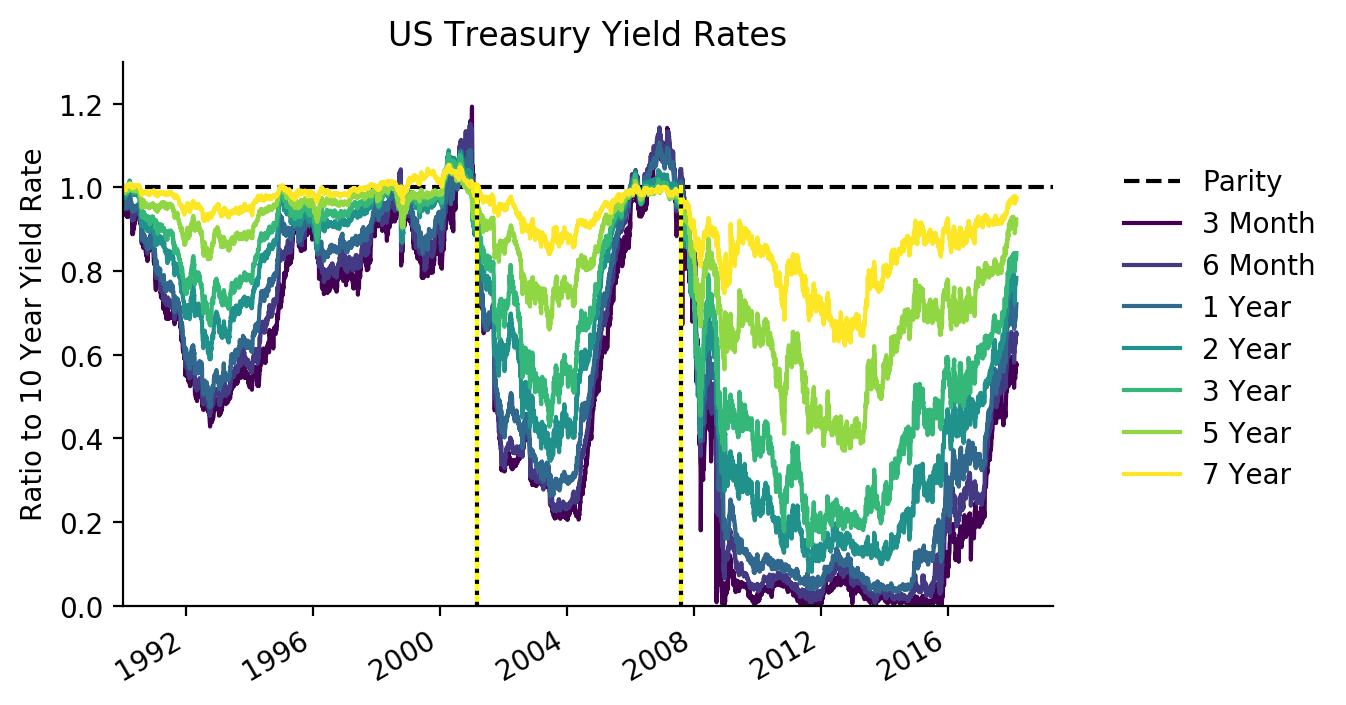 US Treasury Yield Rates
Ratio to 10 Year Yield Rate
1.2
1.0
0.8
0.6
0.4
0.2
0.0
1992
1996
2000
2004
2008
2012
2016
Parity
3 Month
6 Month
1 Year
2 Year
3 Year
5 Year
7 Year